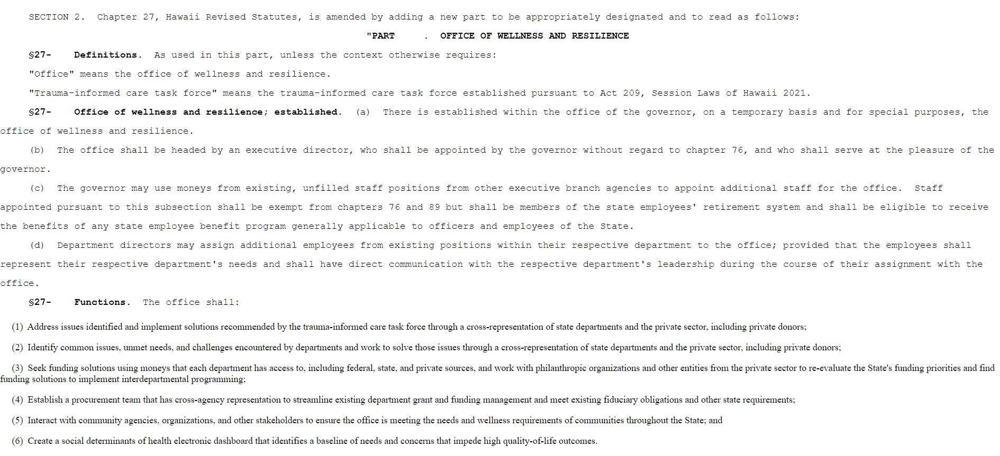 SECTION 2.  Chapter 27, Hawaii Revised Statutes, is amended by adding a new part to be appropriately designated and to read as follows:
"PART     .  OFFICE OF WELLNESS AND RESILIENCE
§27-    Definitions.  As used in this part, unless the context otherwise requires:
"Office" means the office of wellness and resilience.
"Trauma-informed care task force" means the trauma-informed care task force established pursuant to Act 209, Session Laws of Hawaii 2021.
§27-    Office of wellness and resilience; established.  (a)  There is established within the office of the governor, on a temporary basis and for special purposes, the
office of wellness and resilience.
(b)  The office shall be headed by an executive director, who shall be appointed by the governor without regard to chapter 76, and who shall serve at the pleasure of the
governor.
(c)  The governor may use moneys from existing, unfilled staff positions from other executive branch agencies to appoint additional staff for the office.  Staff
appointed pursuant to this subsection shall be exempt from chapters 76 and 89 but shall be members of the state employees' retirement system and shall be eligible to receive
the benefits of any state employee benefit program generally applicable to officers and employees of the State.
(d)  Department directors may assign additional employees from existing positions within their respective department to the office; provided that the employees shall
represent their respective department's needs and shall have direct communication with the respective department's leadership during the course of their assignment with the
office.
§27-    Functions.  The office shall:
(1)  Address issues identified and implement solutions recommended by the trauma-informed care task force through a cross-representation of state departments and the private sector, including private donors;
(2)  Identify common issues, unmet needs, and challenges encountered by departments and work to solve those issues through a cross-representation of state departments and the private sector, including private donors;
(3)  Seek funding solutions using moneys that each department has access to, including federal, state, and private sources, and work with philanthropic organizations and other entities from the private sector to re-evaluate the State's funding priorities and find
funding solutions to implement interdepartmental programming;
(4)  Establish a procurement team that has cross-agency representation to streamline existing department grant and funding management and meet existing fiduciary obligations and other state requirements;
(5)  Interact with community agencies, organizations, and other stakeholders to ensure the office is meeting the needs and wellness requirements of communities throughout the State; and
(6)  Create a social determinants of health electronic dashboard that identifies a baseline of needs and concerns that impede high quality-of-life outcomes.